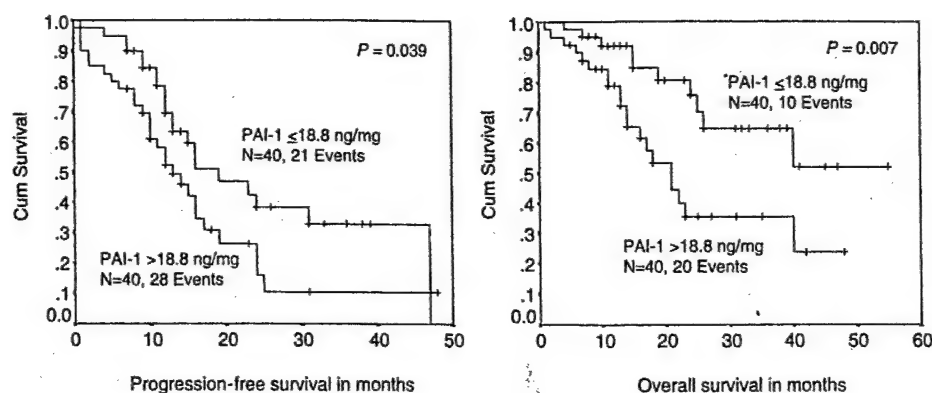 1.0
.9
.8
.7
.6
.5
.4
.3
.2
.1
0.0
Cum Survival
P = 0.039
PAI-1 ≤18.8 ng/mg
N=40, 21 Events
PAI-1 >18.8 ng/mg
N=40, 28 Events
0 10 20 30 40 50
Progression-free survival in months
1.0
.9
.8
.7
.6
.5
.4
.3
.2
.1
0.0
Cum Survival
P = 0.007
PAI-1 ≤18.8 ng/mg
N=40, 10 Events
PAI-1 >18.8 ng/mg
N=40, 20 Events
0 10 20 30 40 50 60
Overall survival in months